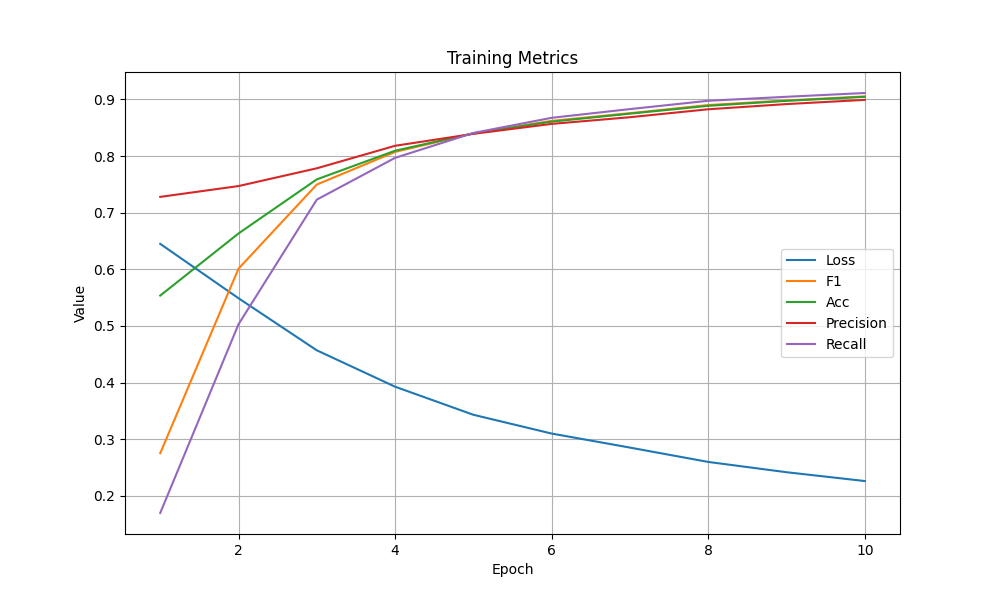 Training Metrics
0.9
0.8
0.7
0.6
0.5
0.4
0.3
0.2
Value
Loss
F1
Acc
Precision
Recall
2 4 6 8 10
Epoch